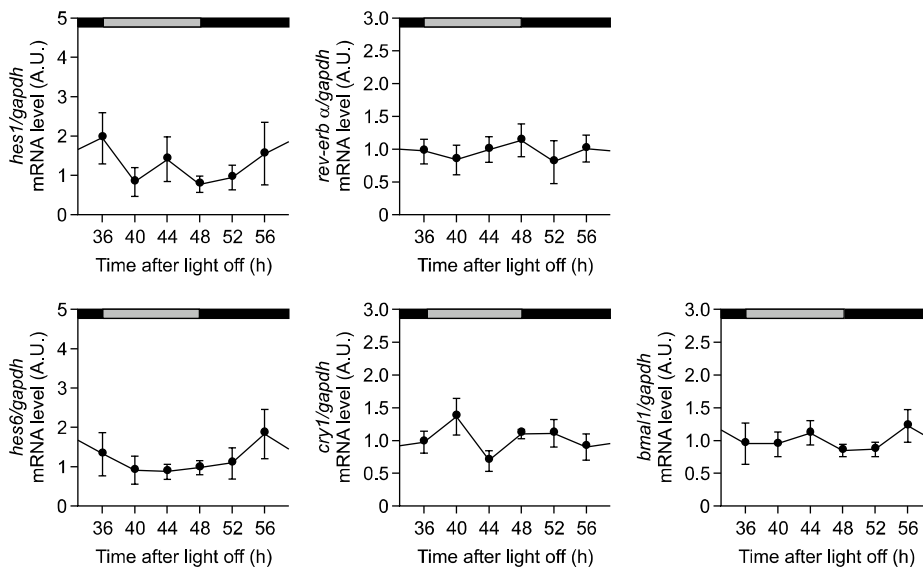 hes1/gapdh
mRNA level (A.U.)
5
4
3
2
1
0
36 40 44 48 52 56
Time after light off (h)
rev-erb α/gapdh
mRNA level (A.U.)
3.0
2.5
2.0
1.5
1.0
0.5
0
36 40 44 48 52 56
Time after light off (h)
hes6/gapdh
mRNA level (A.U.)
5
4
3
2
1
0
36 40 44 48 52 56
Time after light off (h)
cry1/gapdh
mRNA level (A.U.)
3.0
2.5
2.0
1.5
1.0
0.5
0
36 40 44 48 52 56
Time after light off (h)
bmal1/gapdh
mRNA level (A.U.)
3.0
2.5
2.0
1.5
1.0
0.5
0
36 40 44 48 52 56
Time after light off (h)